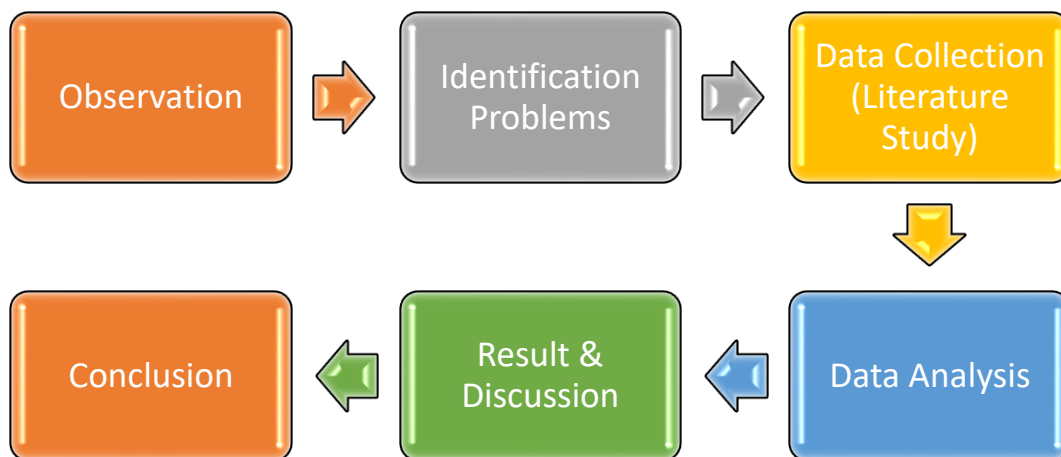 Observation
Identification
Problems
Data Collection
(Literature
Study)
Data Analysis
Result &
Discussion
Conclusion